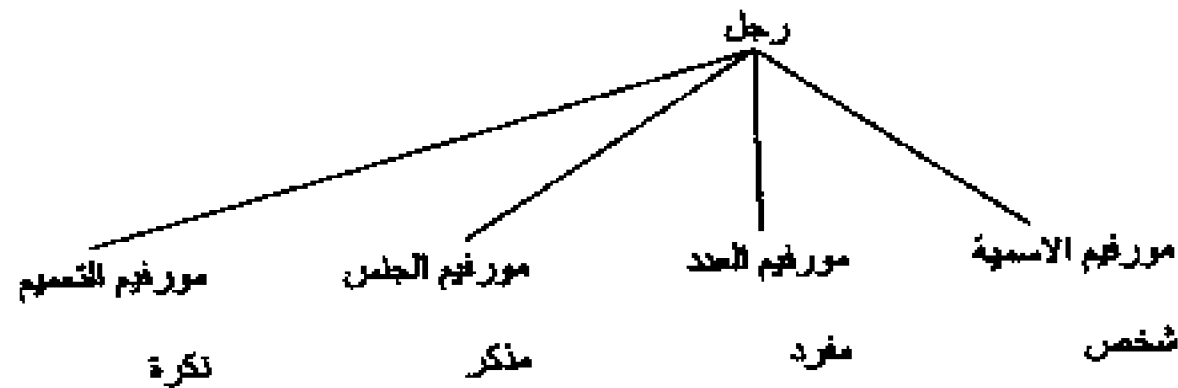 رجل
مورفيم الاسمية مورفيم العدد مورفيم الجنس مورفيم التعميم
شخص مفرد مذكر نكرة